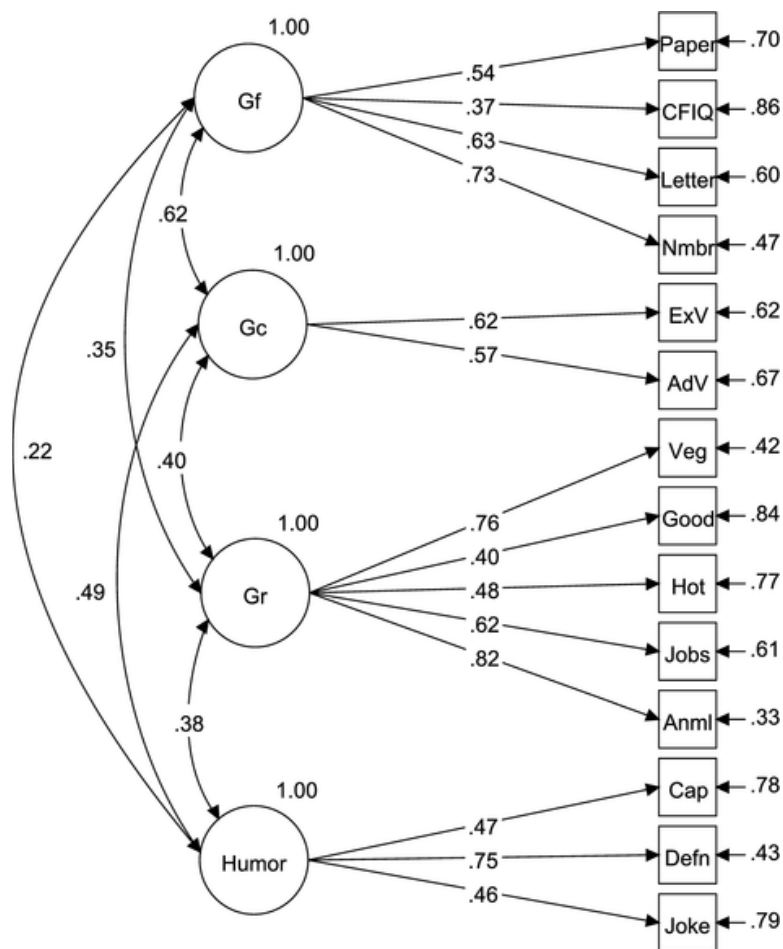 1.00
Gf
.54
.37
.63
.73
Paper
.70
CFIQ
.86
Letter
.60
Nmbr
.47
.62
1.00
Gc
.62
.57
ExV
.62
AdV
.67
.35
.22
.40
.49
1.00
Gr
.76
.40
.48
.62
.82
Veg
.42
Good
.84
Hot
.77
Jobs
.61
Anml
.33
.38
1.00
Humor
.47
.75
.46
Cap
.78
Defn
.43
Joke
.79